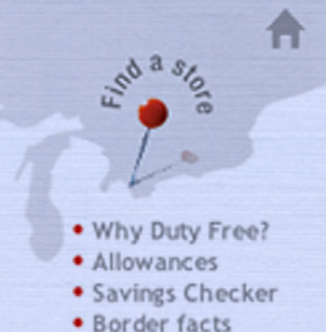 Find a store
Why Duty Free?
Allowances
Savings Checker
Border facts